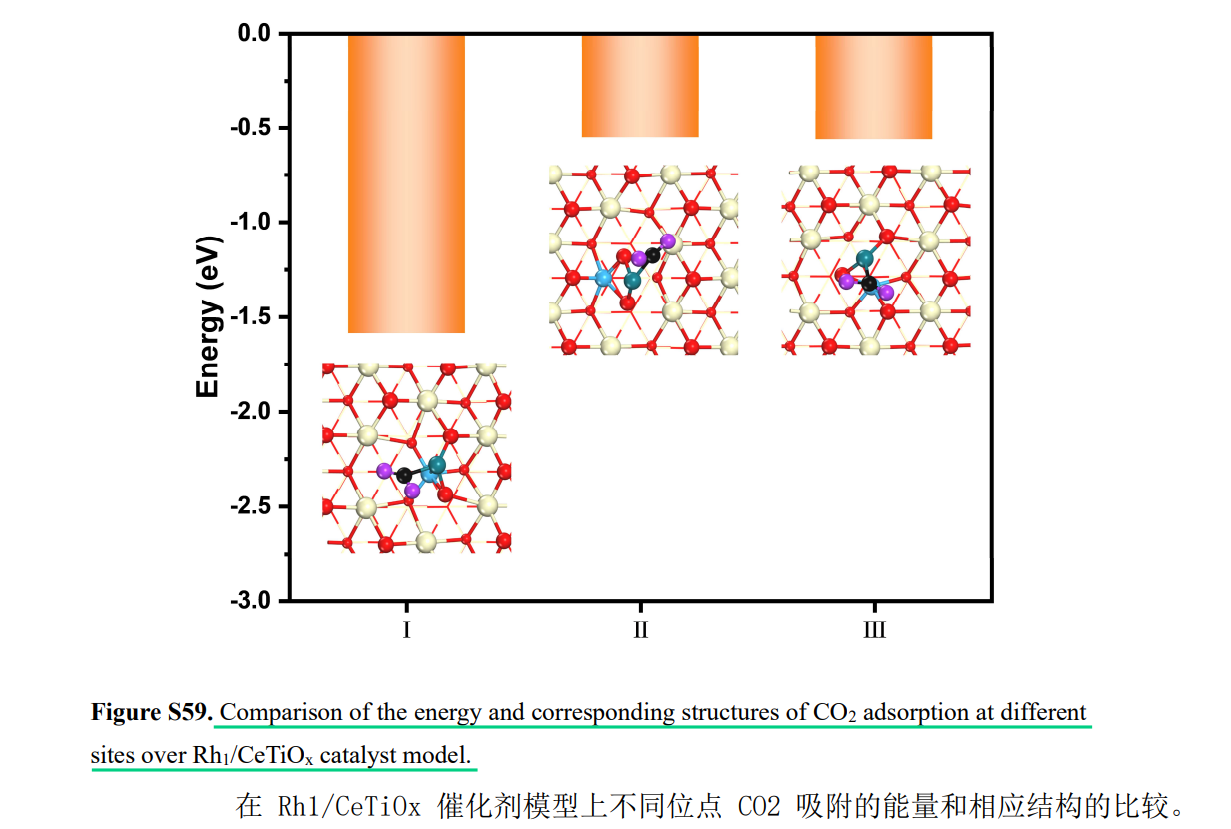 0.0
-0.5
-1.0
-1.5
-2.0
-2.5
-3.0
Energy (eV)
I
II
III
Figure S59. Comparison of the energy and corresponding structures of CO₂ adsorption at different
sites over Rh₁/CeTiOₓ catalyst model.
在 Rh1/CeTiOx 催化剂模型上不同位点 CO2 吸附的能量和相应结构的比较。